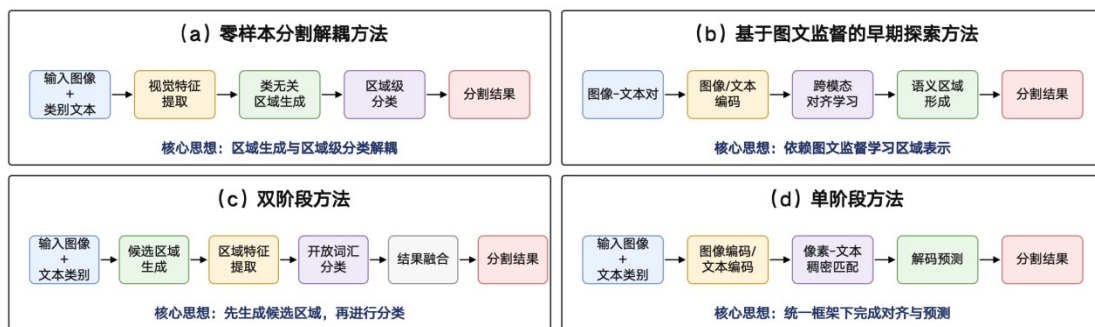 (a) 零样本分割解耦方法
输入图像
+
类别文本
视觉特征
提取
类无关
区域生成
区域级
分类
分割结果
核心思想：区域生成与区域级分类解耦
(b) 基于图文监督的早期探索方法
图像-文本对
图像/文本
编码
跨模态
对齐学习
语义区域
形成
分割结果
核心思想：依赖图文监督学习区域表示
(c) 双阶段方法
输入图像
+
文本类别
候选区域
生成
区域特征
提取
开放词汇
分类
结果融合
分割结果
核心思想：先生成候选区域，再进行分类
(d) 单阶段方法
输入图像
+
文本类别
图像编码/
文本编码
像素-文本
稠密匹配
解码预测
分割结果
核心思想：统一框架下完成对齐与预测